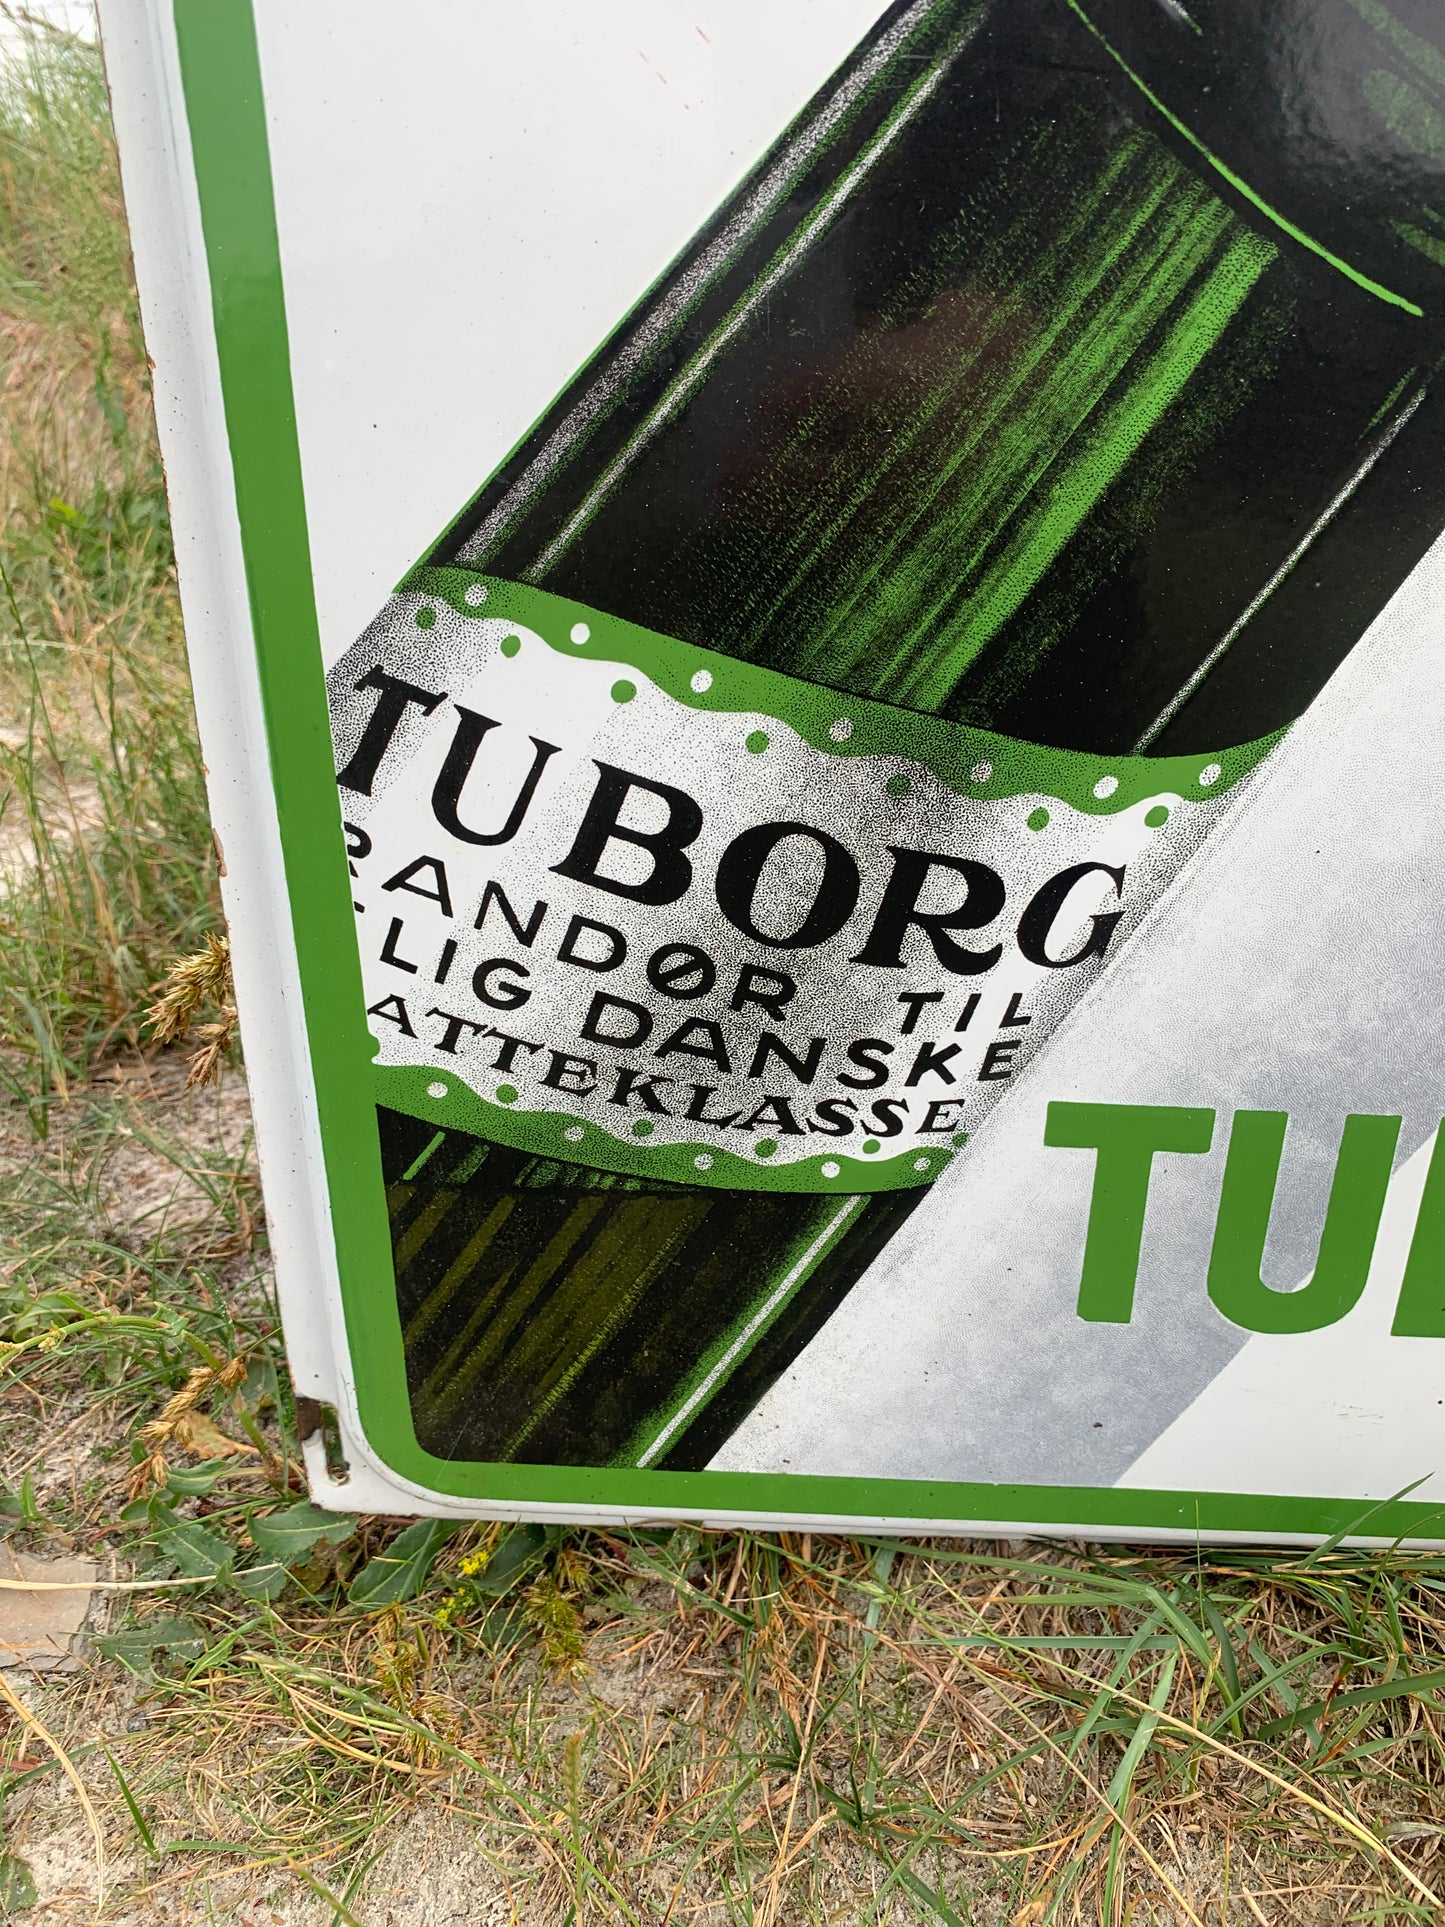 TUBORG
RANDØR TIL
LIG DANSKE
ATTEKLASSE
TU